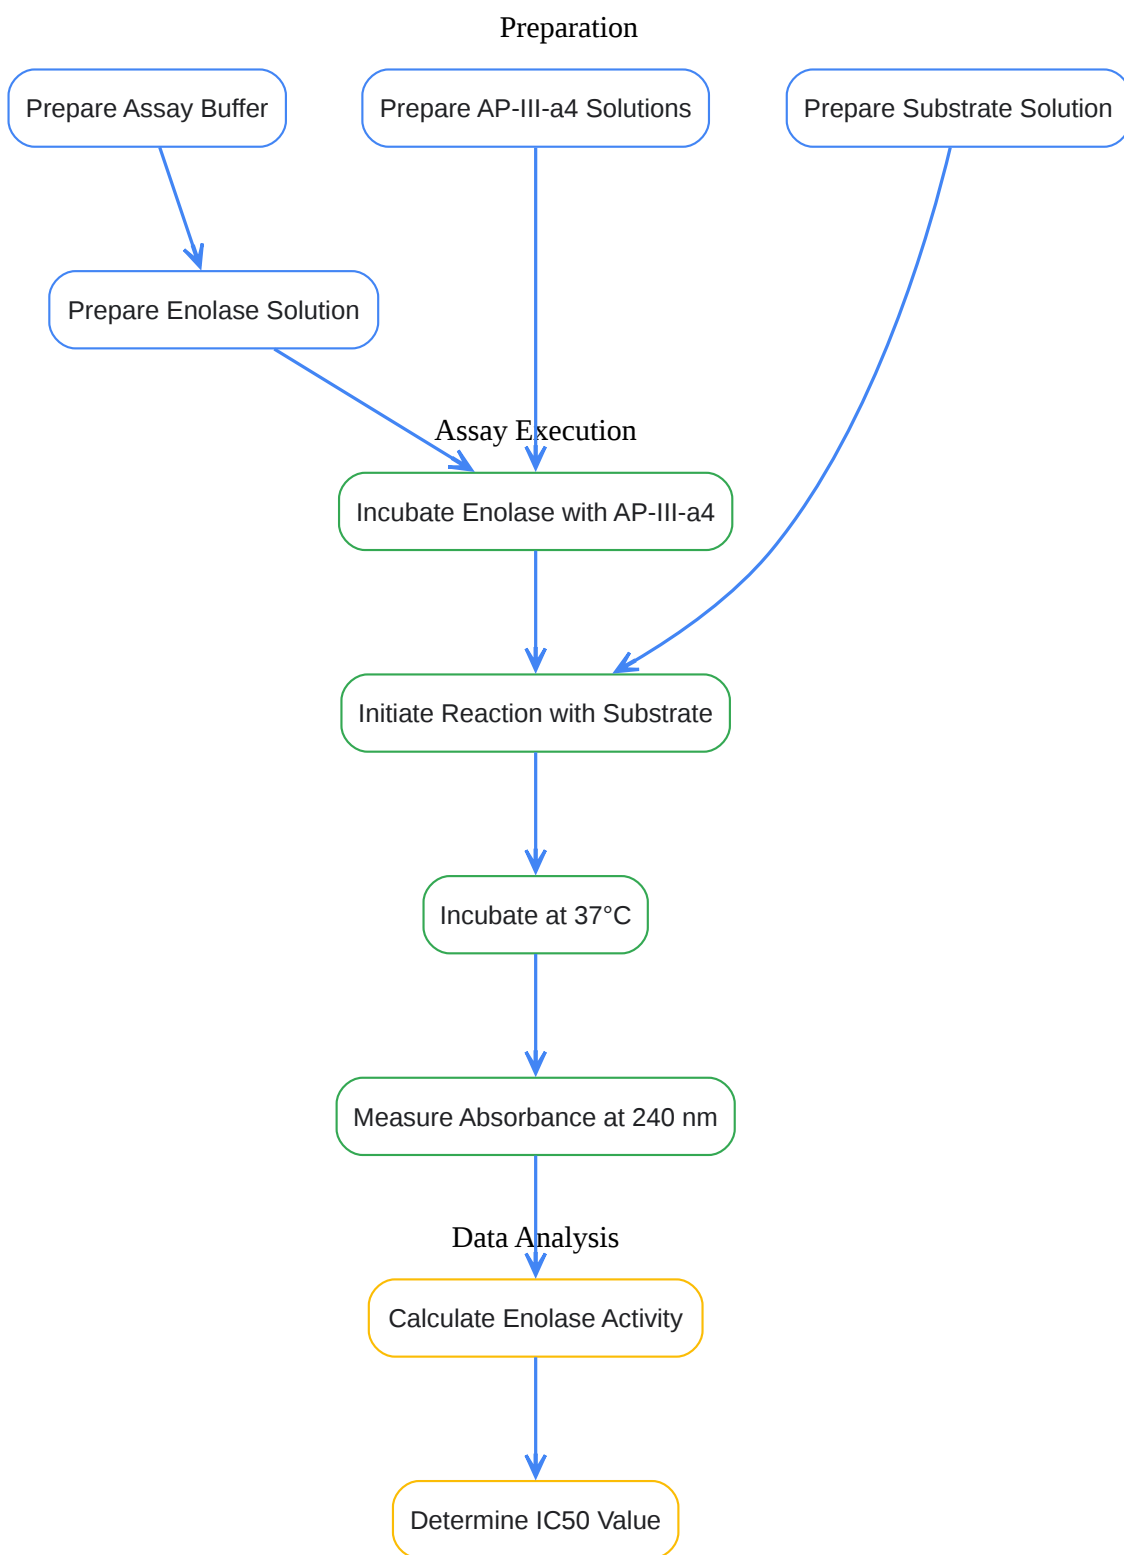 Preparation
Prepare Assay Buffer
Prepare AP-III-a4 Solutions
Prepare Substrate Solution
Prepare Enolase Solution
Assay Execution
Incubate Enolase with AP-III-a4
Initiate Reaction with Substrate
Incubate at 37°C
Measure Absorbance at 240 nm
Data Analysis
Calculate Enolase Activity
Determine IC50 Value